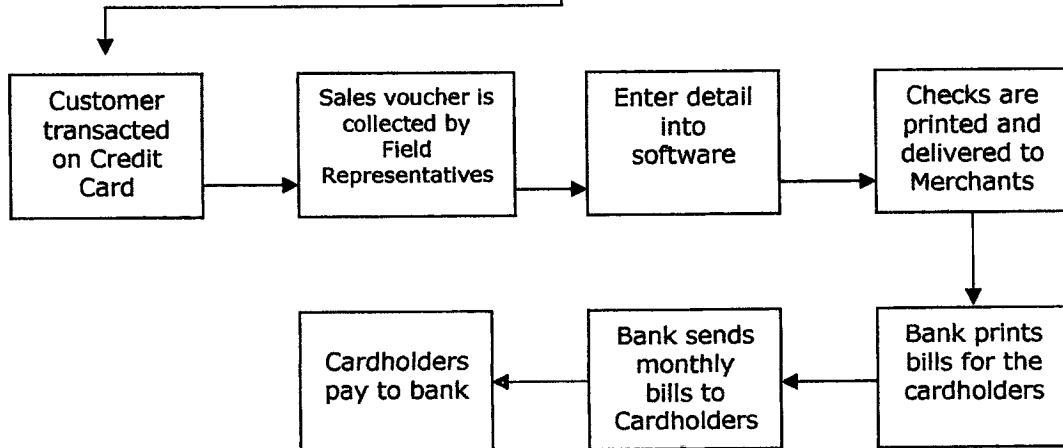 Customer
transacted
on Credit
Card
Sales voucher is
collected by
Field
Representatives
Enter detail
into
software
Checks are
printed and
delivered to
Merchants
Bank prints
bills for the
cardholders
Bank sends
monthly
bills to
Cardholders
Cardholders
pay to bank